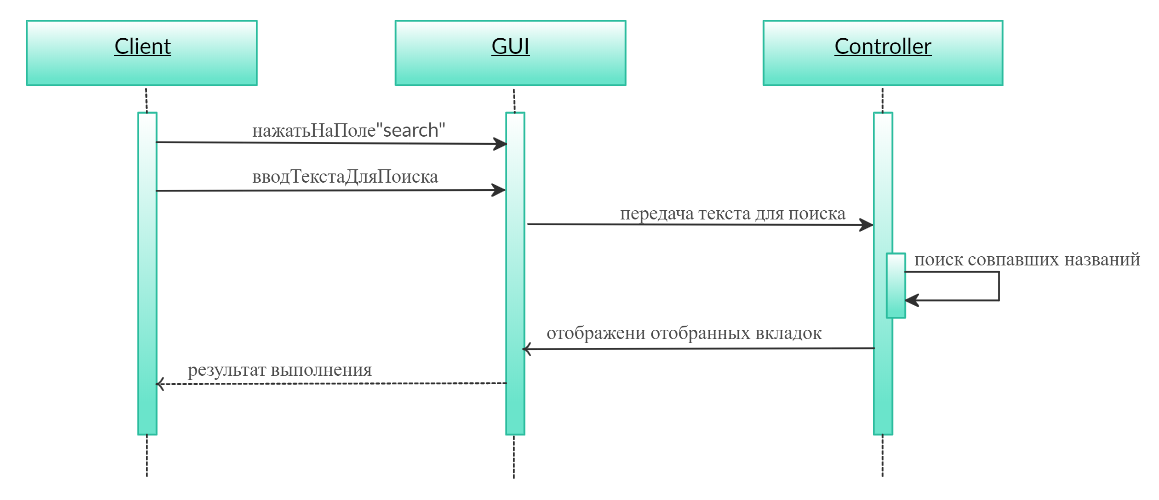 Client
GUI
Controller
нажатьНаПоле"search"
вводТекстаДляПоиска
передача текста для поиска
поиск совпавших названий
отображени отобранных вкладок
результат выполнения